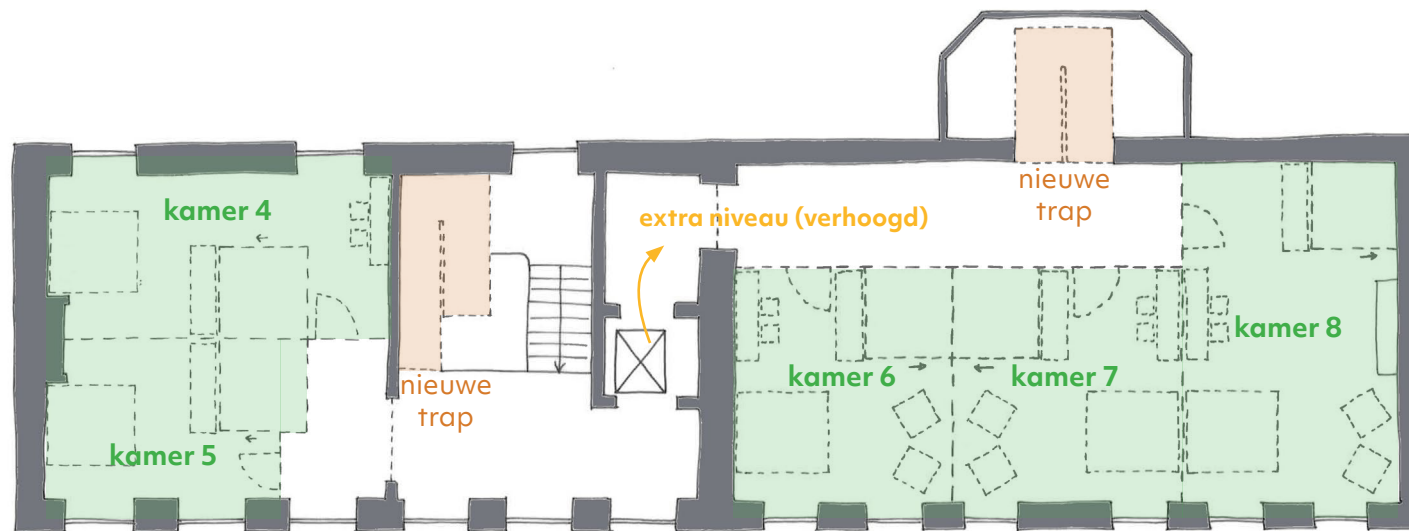 kamer 4
extra niveau (verhoogd)
nieuwe
trap
kamer 8
kamer 6
kamer 7
nieuwe
trap
kamer 5